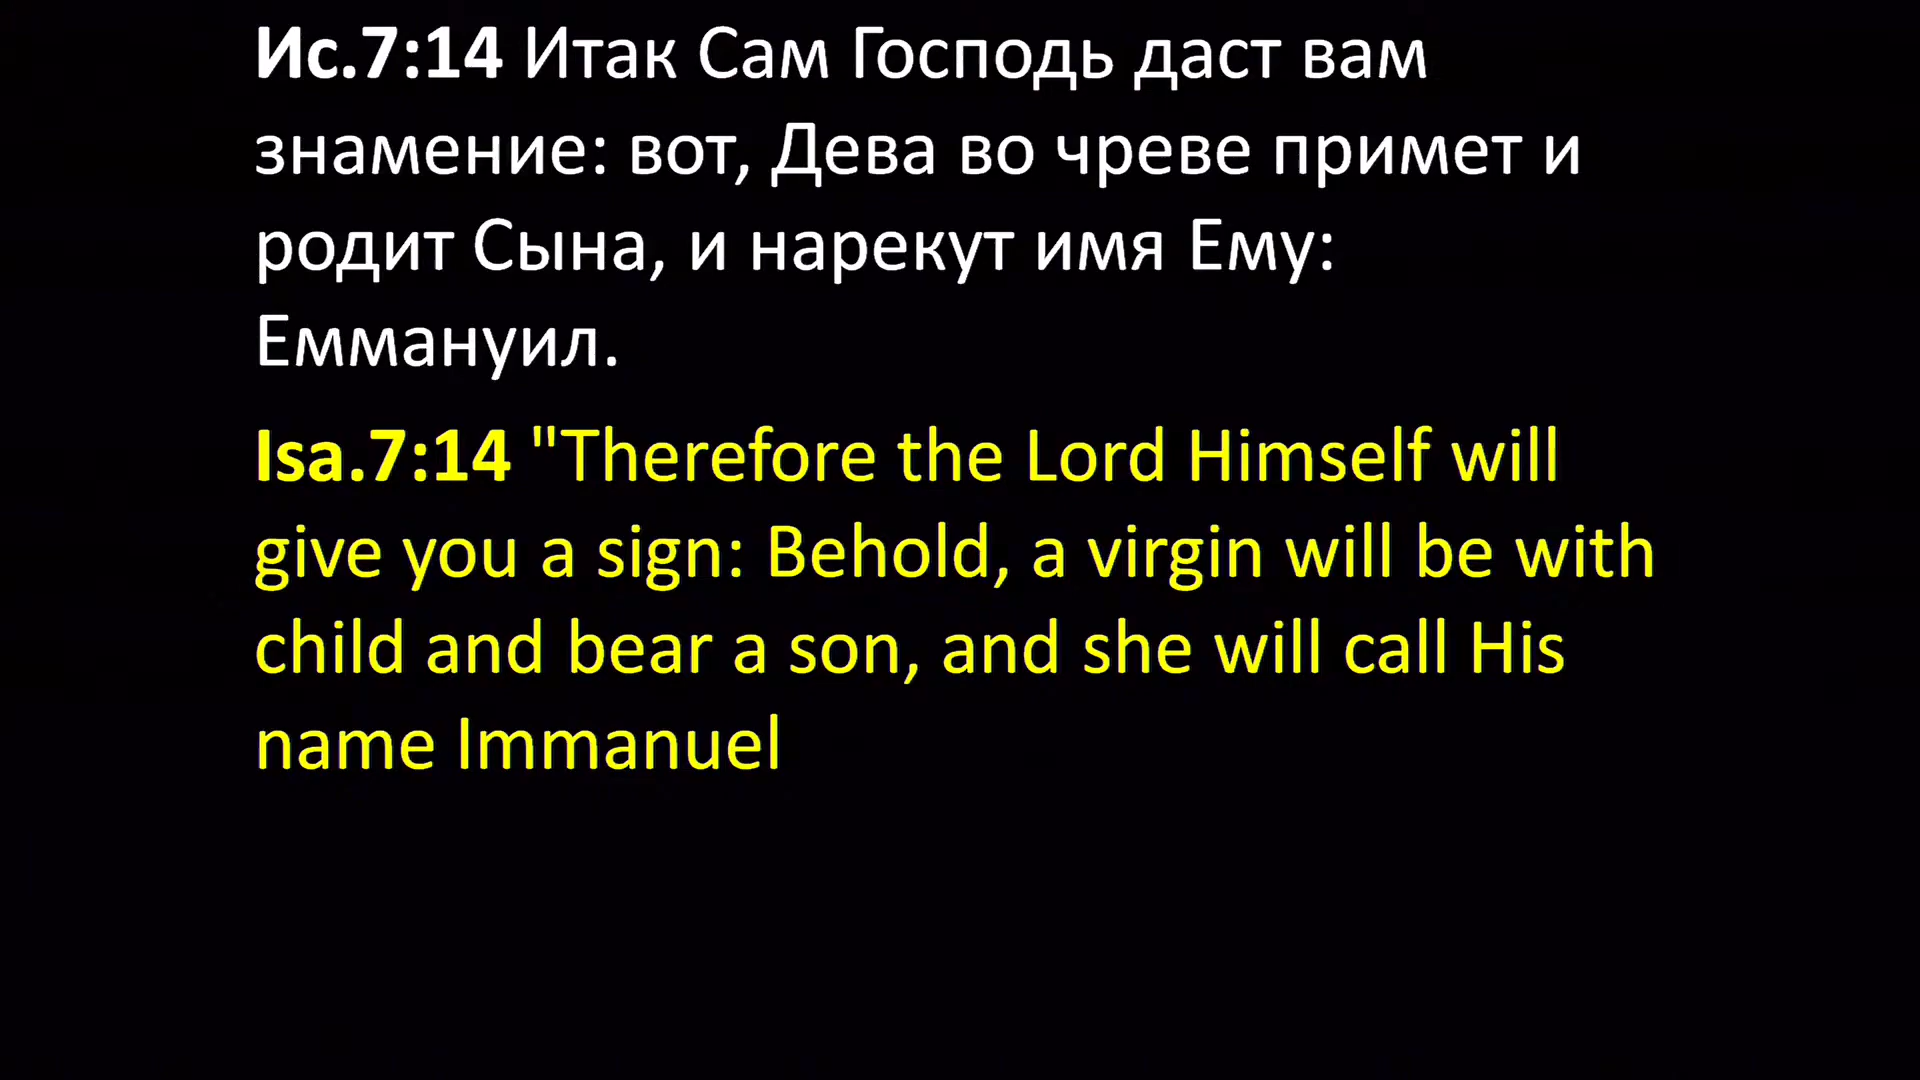 Ис.7:14 Итак Сам Господь даст вам
знамение: вот, Дева во чреве примет и
родит Сына, и нарекут имя Ему:
Еммануил.
Isa.7:14 "Therefore the Lord Himself will
give you a sign: Behold, a virgin will be with
child and bear a son, and she will call His
name Immanuel